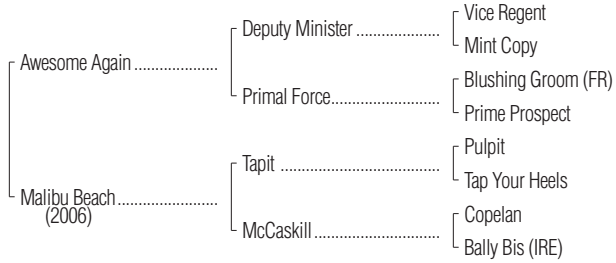 Vice Regent
Deputy Minister ....................
Mint Copy
Awesome Again ....................
Blushing Groom (FR)
Primal Force..........................
Prime Prospect
Pulpit
Tapit ......................................
Tap Your Heels
Malibu Beach ........................
(2006)
Copelan
McCaskill ..............................
Bally Bis (IRE)